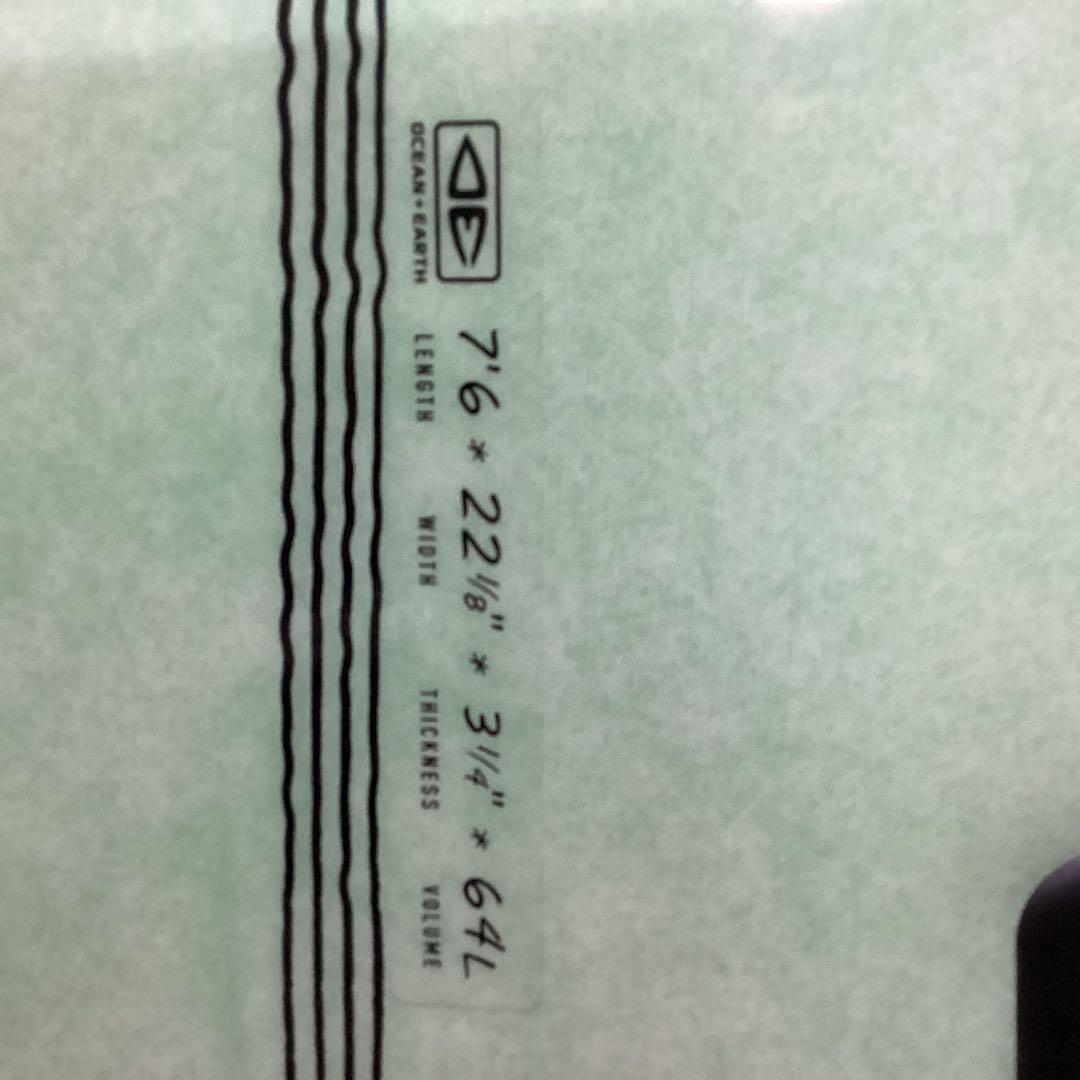 OCEAN+EARTH
7'6 * 22 1/8" * 3 1/4" * 64L
LENGTH WIDTH THICKNESS VOLUME